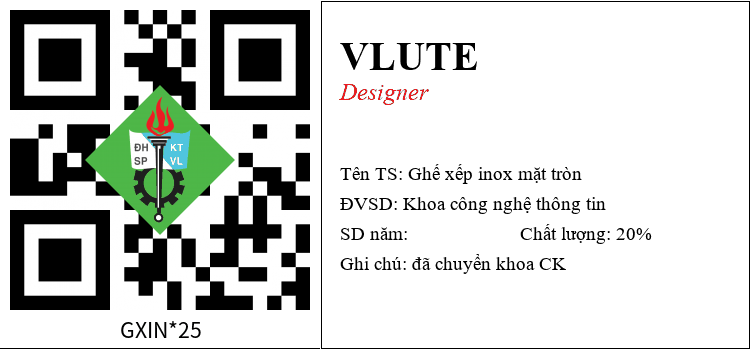 ĐH KT
SP VL
GXIN*25
VLUTE
Designer
Tên TS: Ghế xếp inox mặt tròn
ĐVSD: Khoa công nghệ thông tin
SD năm: Chất lượng: 20%
Ghi chú: đã chuyển khoa CK